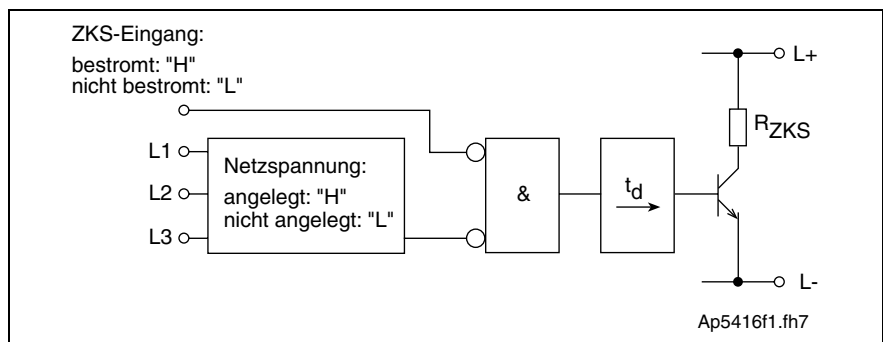 ZKS-Eingang:
bestromt: "H"
nicht bestromt: "L"
L1
L2
L3
Netzspannung:
angelegt: "H"
nicht angelegt: "L"
&
td
L+
RZKS
L-
Ap5416f1.fh7